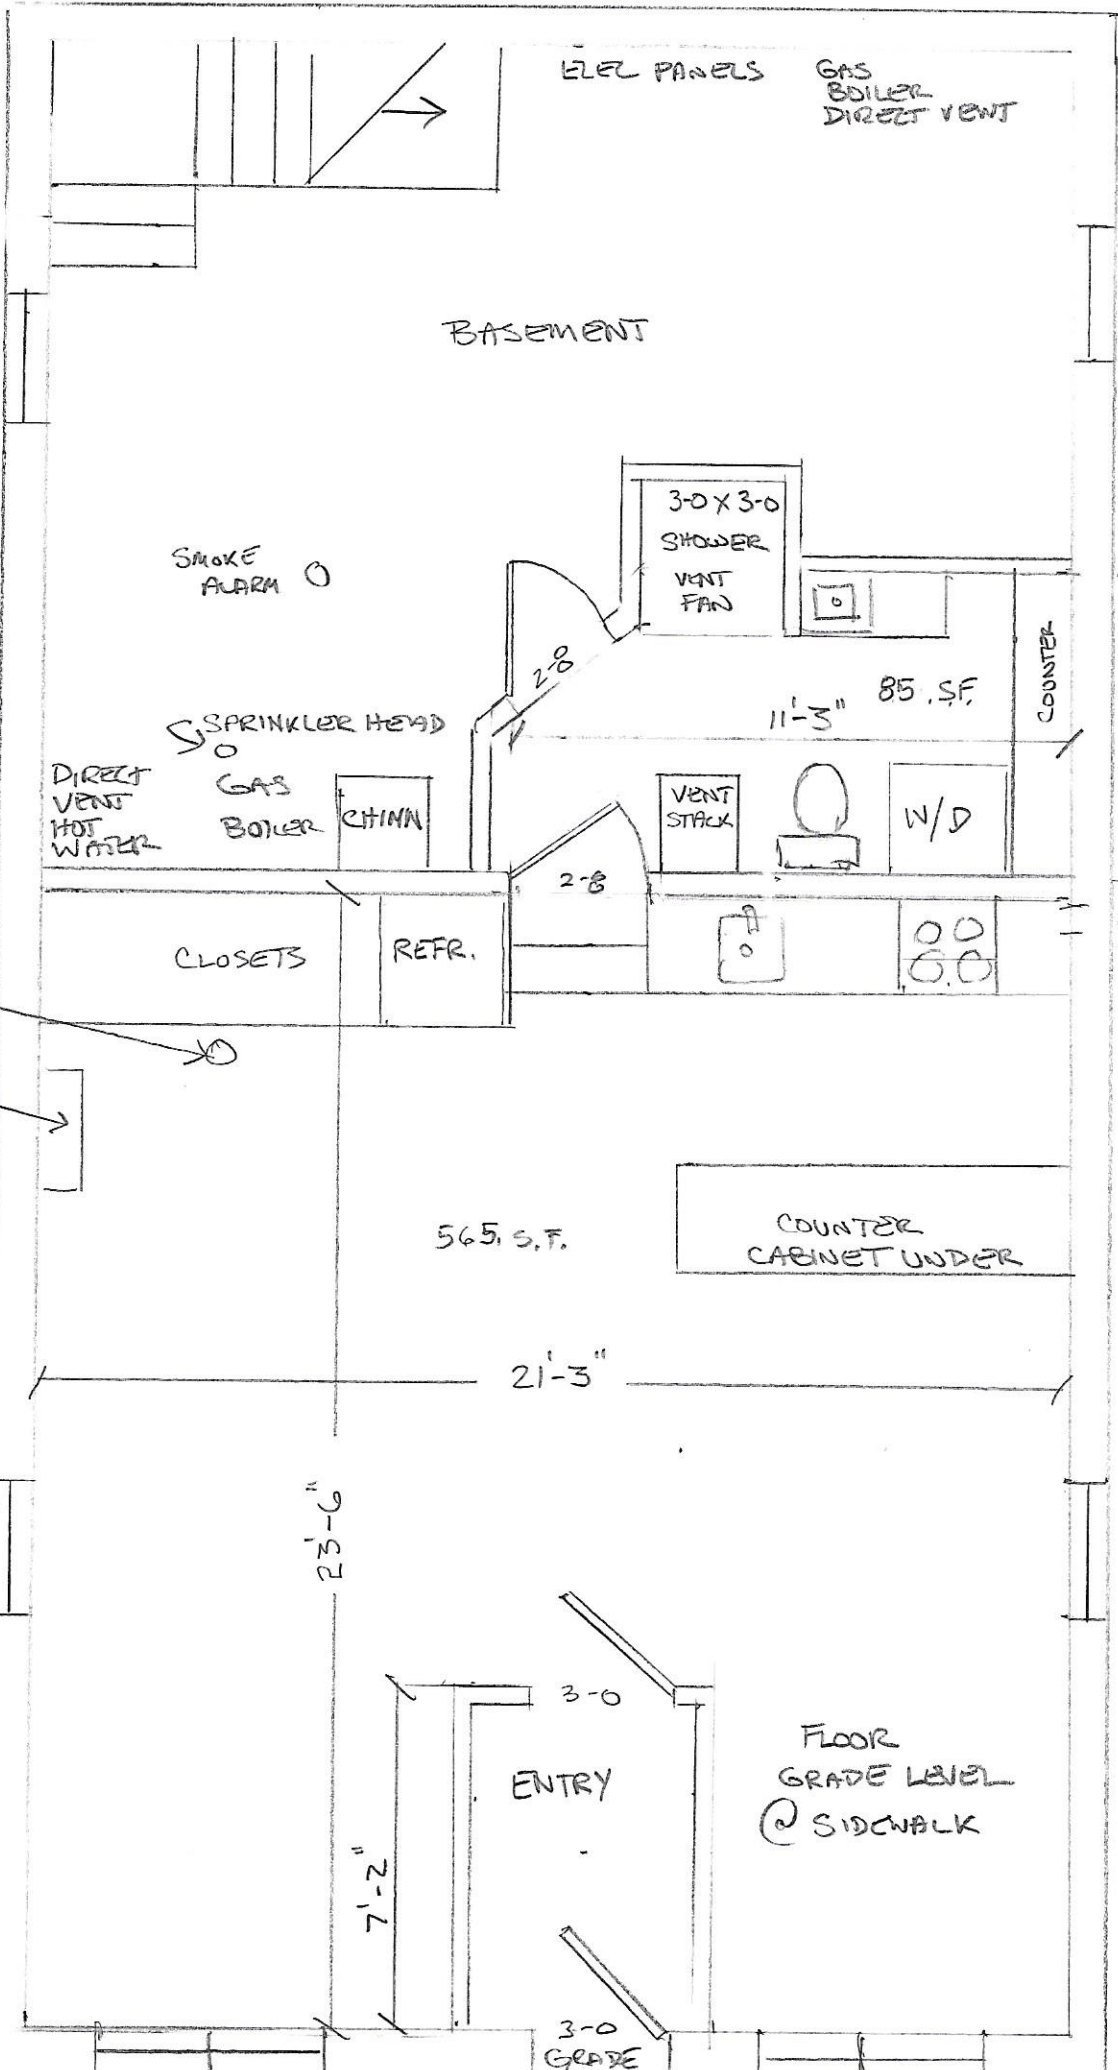 ELEC PANELS
GAS
BOILER
DIRECT VENT
BASEMENT
3-0 X 3-0
SHOWER
VENT
FAN
SMOKE
ALARM
2-8
COUNTER
85. S.F.
11'-3"
S SPRINKLER HEAD
DIRECT
VENT
HOT
WATER
GAS
BOILER
CHIMN
VENT
STACK
W/D
2-8
CLOSETS
REFR.
565. S.F.
COUNTER
CABINET UNDER
21'-3"
23'-6"
3-0
ENTRY
FLOOR
GRADE LEVEL
@ SIDEWALK
7'-2"
3-0
GRADE